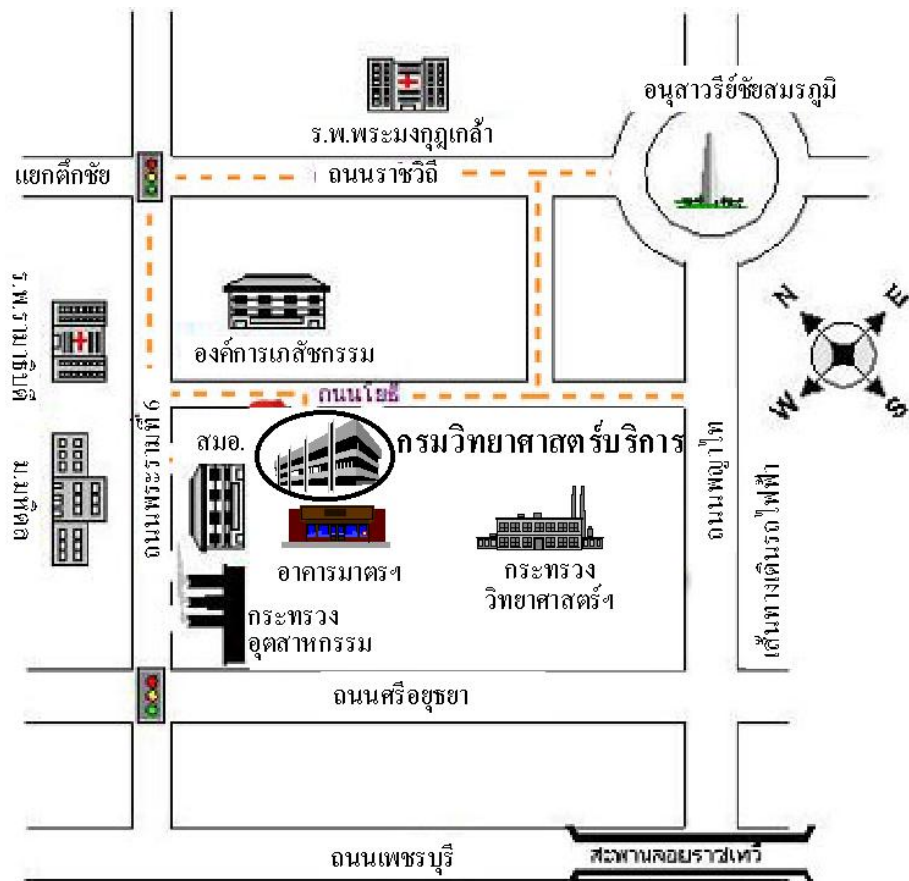 อนุสาวรีย์ชัยสมรภูมิ
ร.พ.พระมงกุฎเกล้า
แยกตึกชัย
ถนนราชวิถี
ร.พ.รามาธิบดี
องค์การเภสัชกรรม
N
E
W
S
ถนนโยธี
ถนนพระรามที่ 6
สมอ.
กรมวิทยาศาสตร์บริการ
ม.มหิดล
ถนนพญาไท
เส้นทางเดินรถไฟฟ้า
อาคารมาตรฯ
กระทรวง
วิทยาศาสตร์ฯ
กระทรวง
อุตสาหกรรม
ถนนศรีอยุธยา
ถนนเพชรบุรี
สะพานลอยราชเทวี